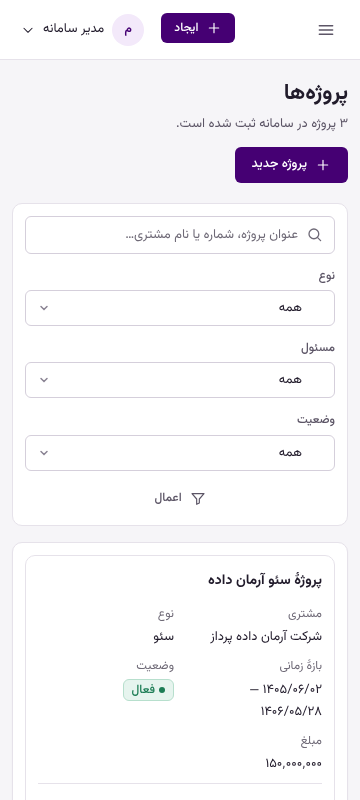 ایجاد
م
مدیر سامانه
پروژه‌ها
۳ پروژه در سامانه ثبت شده است.
پروژه جدید
عنوان پروژه، شماره یا نام مشتری...
نوع
همه
مسئول
همه
وضعیت
همه
اعمال
پروژهٔ سئو آرمان داده
مشتری
نوع
شرکت آرمان داده پرداز
سئو
بازهٔ زمانی
وضعیت
۱۴۰۵/۰۶/۰۲ —
فعال
۱۴۰۶/۰۵/۲۸
مبلغ
۱۵۰,۰۰۰,۰۰۰